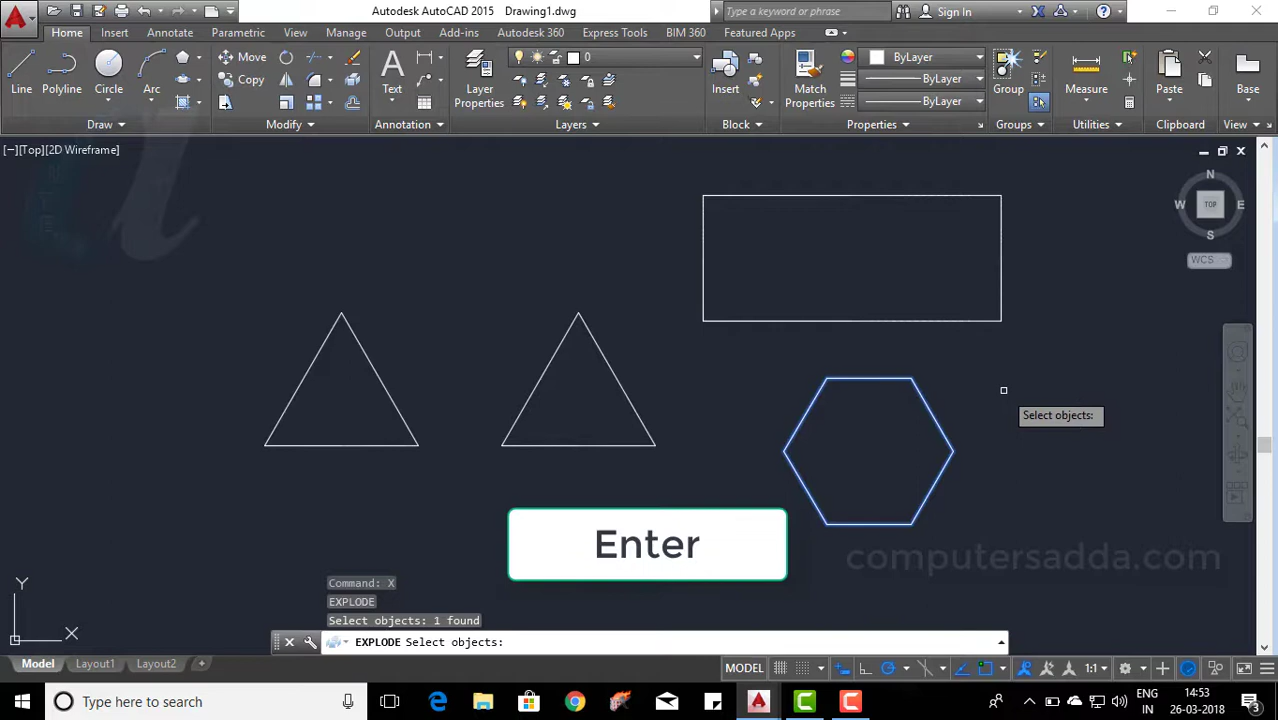 Autodesk AutoCAD 2015 Drawing1.dwg
Type a keyword or phrase
Sign In
Home Insert Annotate Parametric View Manage Output Add-ins Autodesk 360 Express Tools BIM 360 Featured Apps
Line Polyline Circle Arc
Move
Copy
Text
Layer Properties
0
Insert
Match Properties
ByLayer
ByLayer
ByLayer
Group
Measure
Paste
Base
Draw Modify Annotation Layers Block Properties Groups Utilities Clipboard View
[−][Top][2D Wireframe]
N
W TOP E
S
WCS
Select objects:
Enter
computersadda.com
Command: X
EXPLODE
Select objects: 1 found
Y
X
EXPLODE Select objects:
Model Layout1 Layout2 +
MODEL
1:1
Type here to search
ENG
IN
14:53
26-03-2018
3